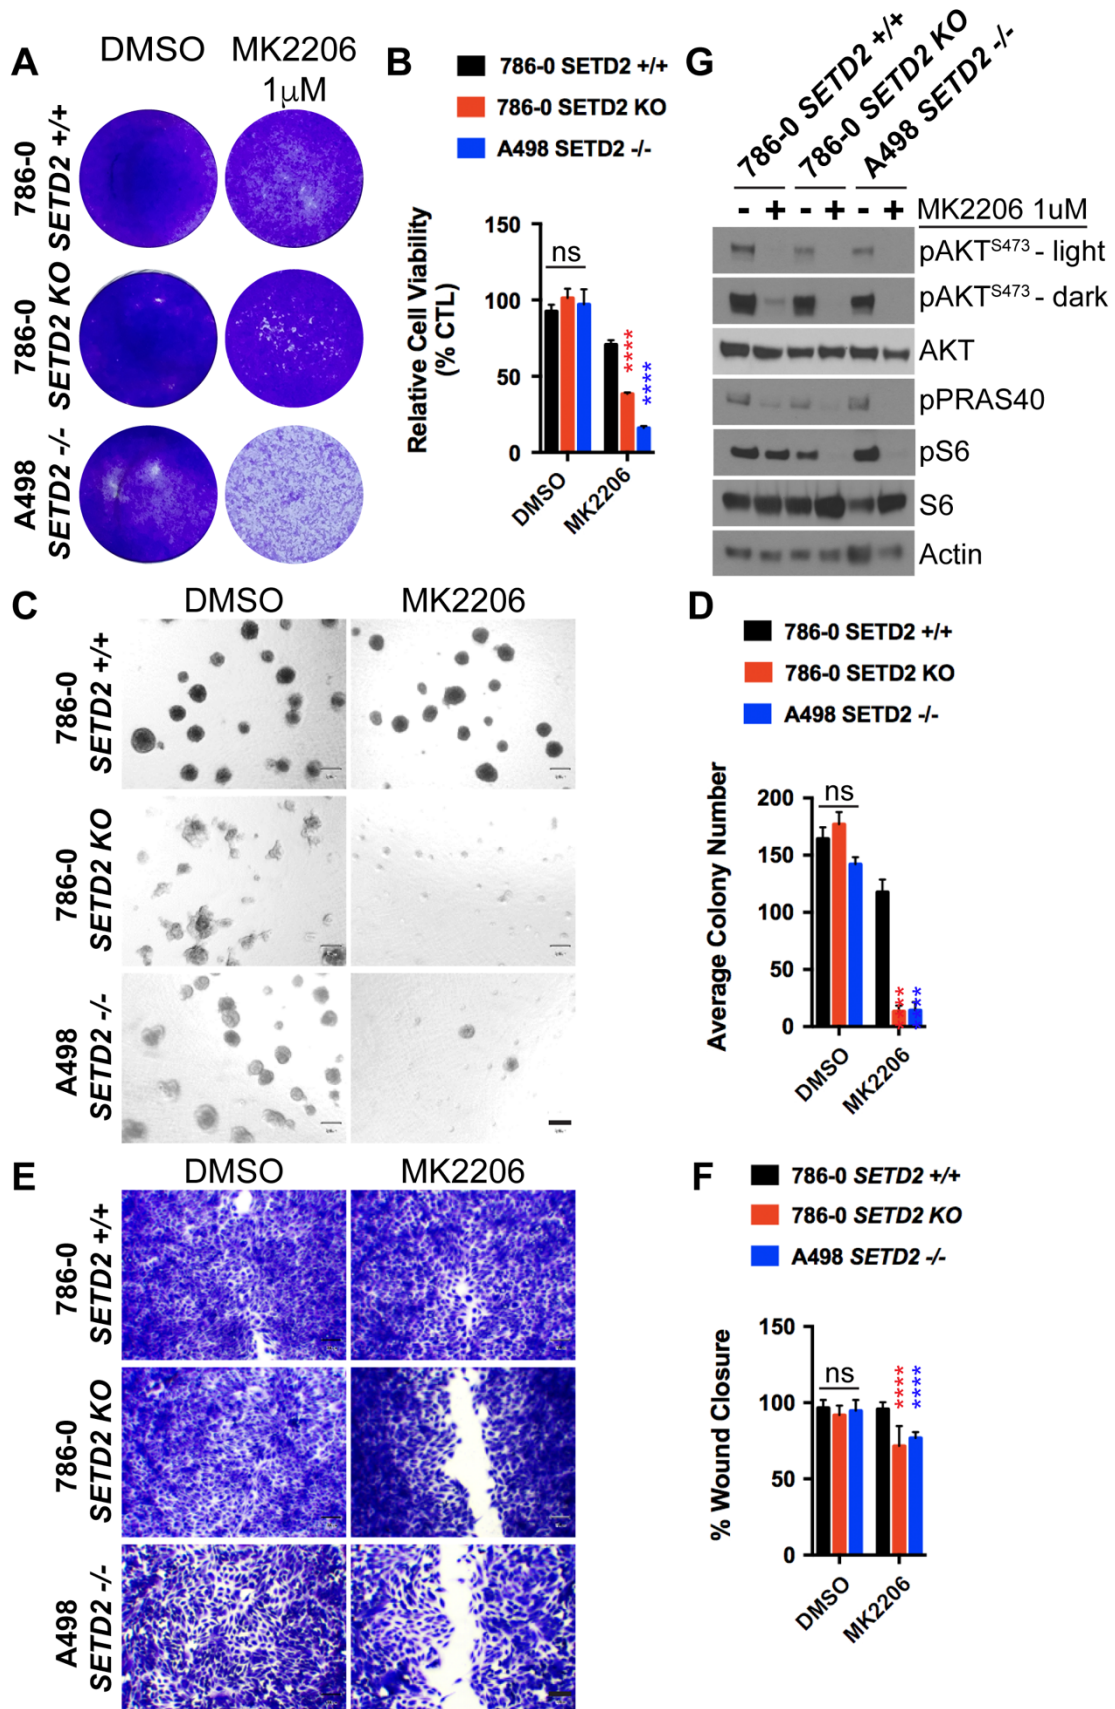 A
DMSO
MK2206
1µM
786-0
SETD2 +/+
786-0
SETD2 KO
A498
SETD2 -/-
B
786-0 SETD2 +/+
786-0 SETD2 KO
A498 SETD2 -/-
Relative Cell Viability
(% CTL)
150
100
50
0
ns
****
****
DMSO
MK2206
G
786-0 SETD2 +/+
786-0 SETD2 KO
A498 SETD2 -/-
- + - + - + MK2206 1uM
pAKTS473 - light
pAKTS473 - dark
AKT
pPRAS40
pS6
S6
Actin
C
DMSO
MK2206
786-0
SETD2 +/+
786-0
SETD2 KO
A498
SETD2 -/-
D
786-0 SETD2 +/+
786-0 SETD2 KO
A498 SETD2 -/-
Average Colony Number
200
150
100
50
0
ns
DMSO
MK2206
E
DMSO
MK2206
786-0
SETD2 +/+
786-0
SETD2 KO
A498
SETD2 -/-
F
786-0 SETD2 +/+
786-0 SETD2 KO
A498 SETD2 -/-
% Wound Closure
150
100
50
0
ns
****
****
DMSO
MK2206